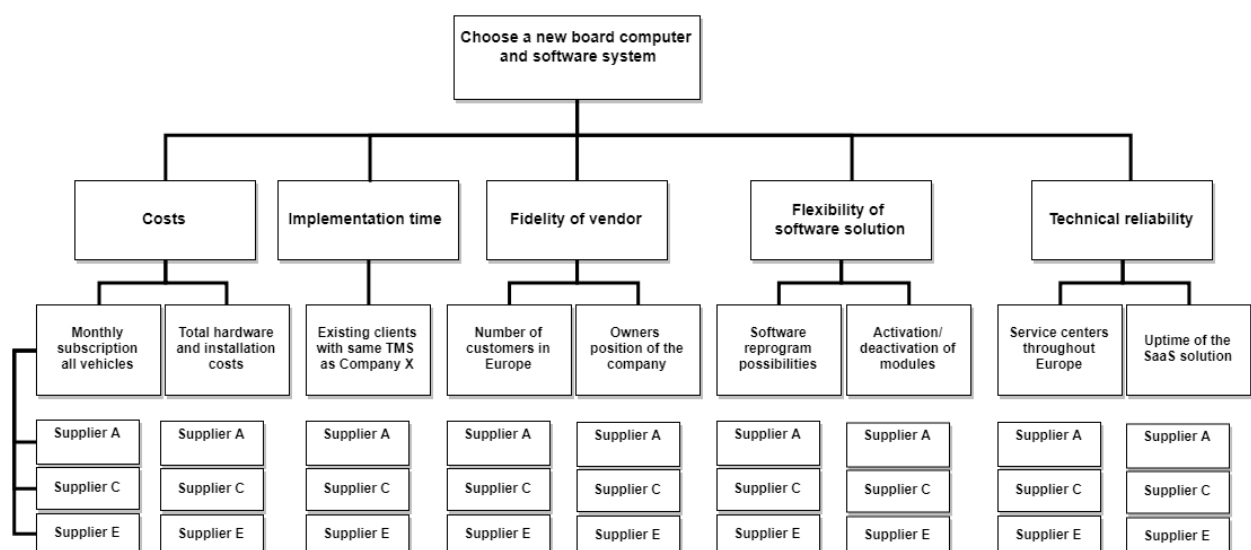 Choose a new board computer
and software system
Costs
Implementation time
Fidelity of vendor
Flexibility of
software solution
Technical reliability
Monthly
subscription
all vehicles
Total hardware
and installation
costs
Existing clients
with same TMS
as Company X
Number of
customers in
Europe
Owners
position of the
company
Software
reprogram
possibilities
Activation/
deactivation of
modules
Service centers
throughout
Europe
Uptime of the
SaaS solution
Supplier A
Supplier A
Supplier A
Supplier A
Supplier A
Supplier A
Supplier A
Supplier A
Supplier A
Supplier C
Supplier C
Supplier C
Supplier C
Supplier C
Supplier C
Supplier C
Supplier C
Supplier C
Supplier E
Supplier E
Supplier E
Supplier E
Supplier E
Supplier E
Supplier E
Supplier E
Supplier E